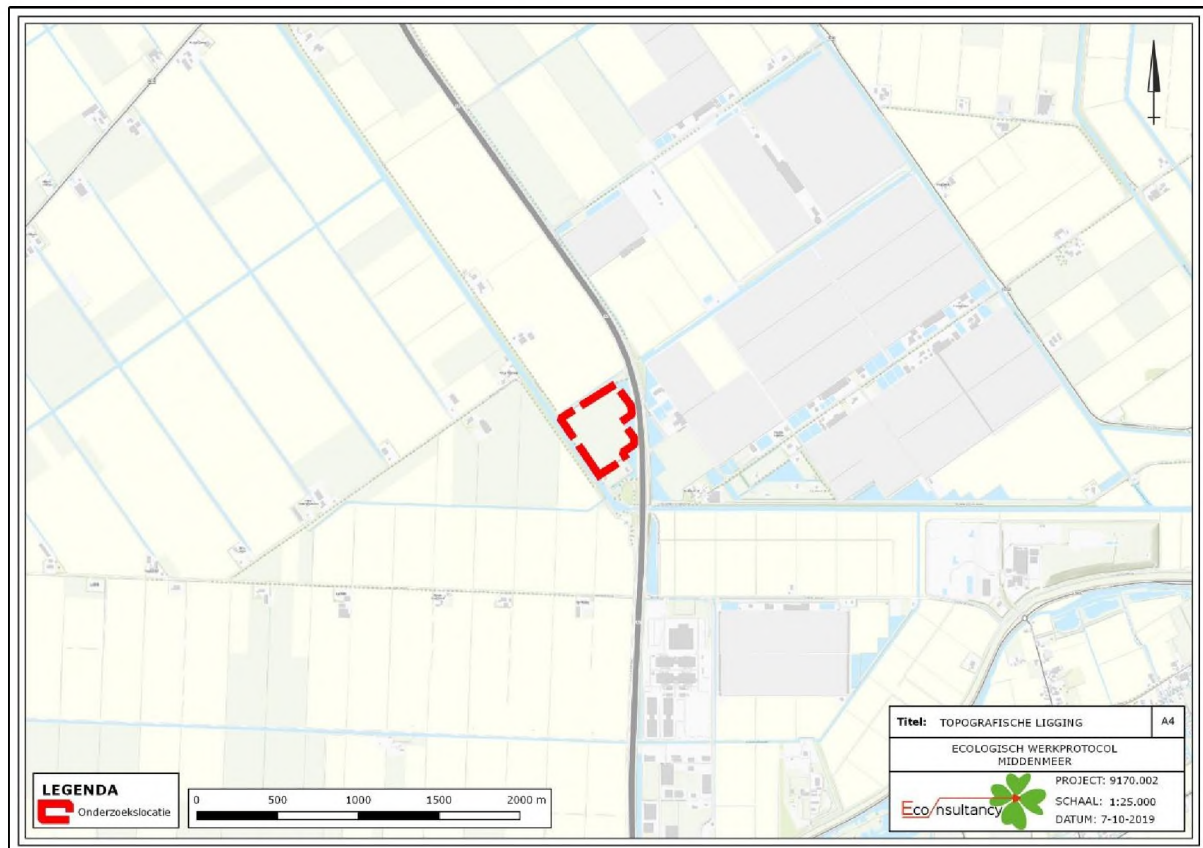 LEGENDA
Onderzoekslocatie
0 500 1000 1500 2000 m
Titel: TOPOGRAFISCHE LIGGING
A4
ECOLOGISCH WERKPROTOCOL
MIDDENMEER
Econsultancy
PROJECT: 9170.002
SCHAAL: 1:25.000
DATUM: 7-10-2019